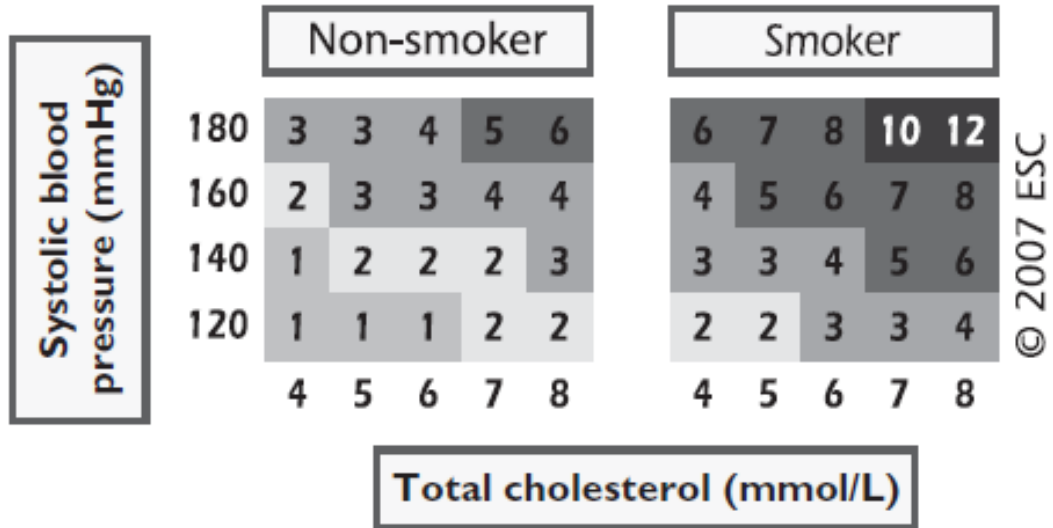 Non-smoker Smoker
Systolic blood
pressure (mmHg)
180 3 3 4 5 6 6 7 8 10 12
160 2 3 3 4 4 4 5 6 7 8
140 1 2 2 2 3 3 3 4 5 6
120 1 1 1 2 2 2 2 3 3 4
4 5 6 7 8 4 5 6 7 8
Total cholesterol (mmol/L)
© 2007 ESC